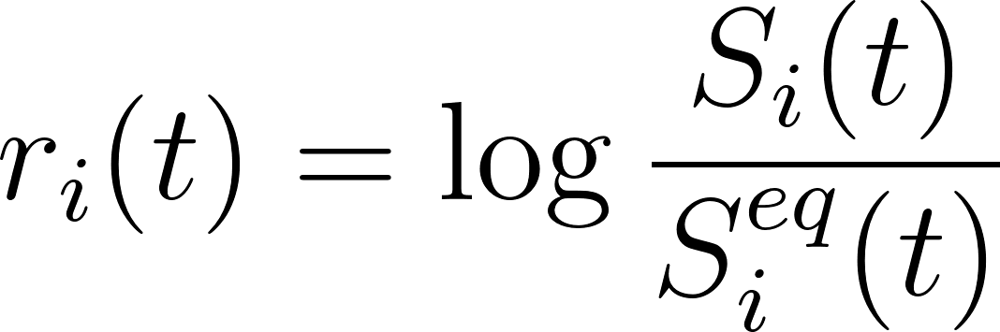 r_i(t) = \log \frac{S_i(t)}{S_i^{eq}(t)}